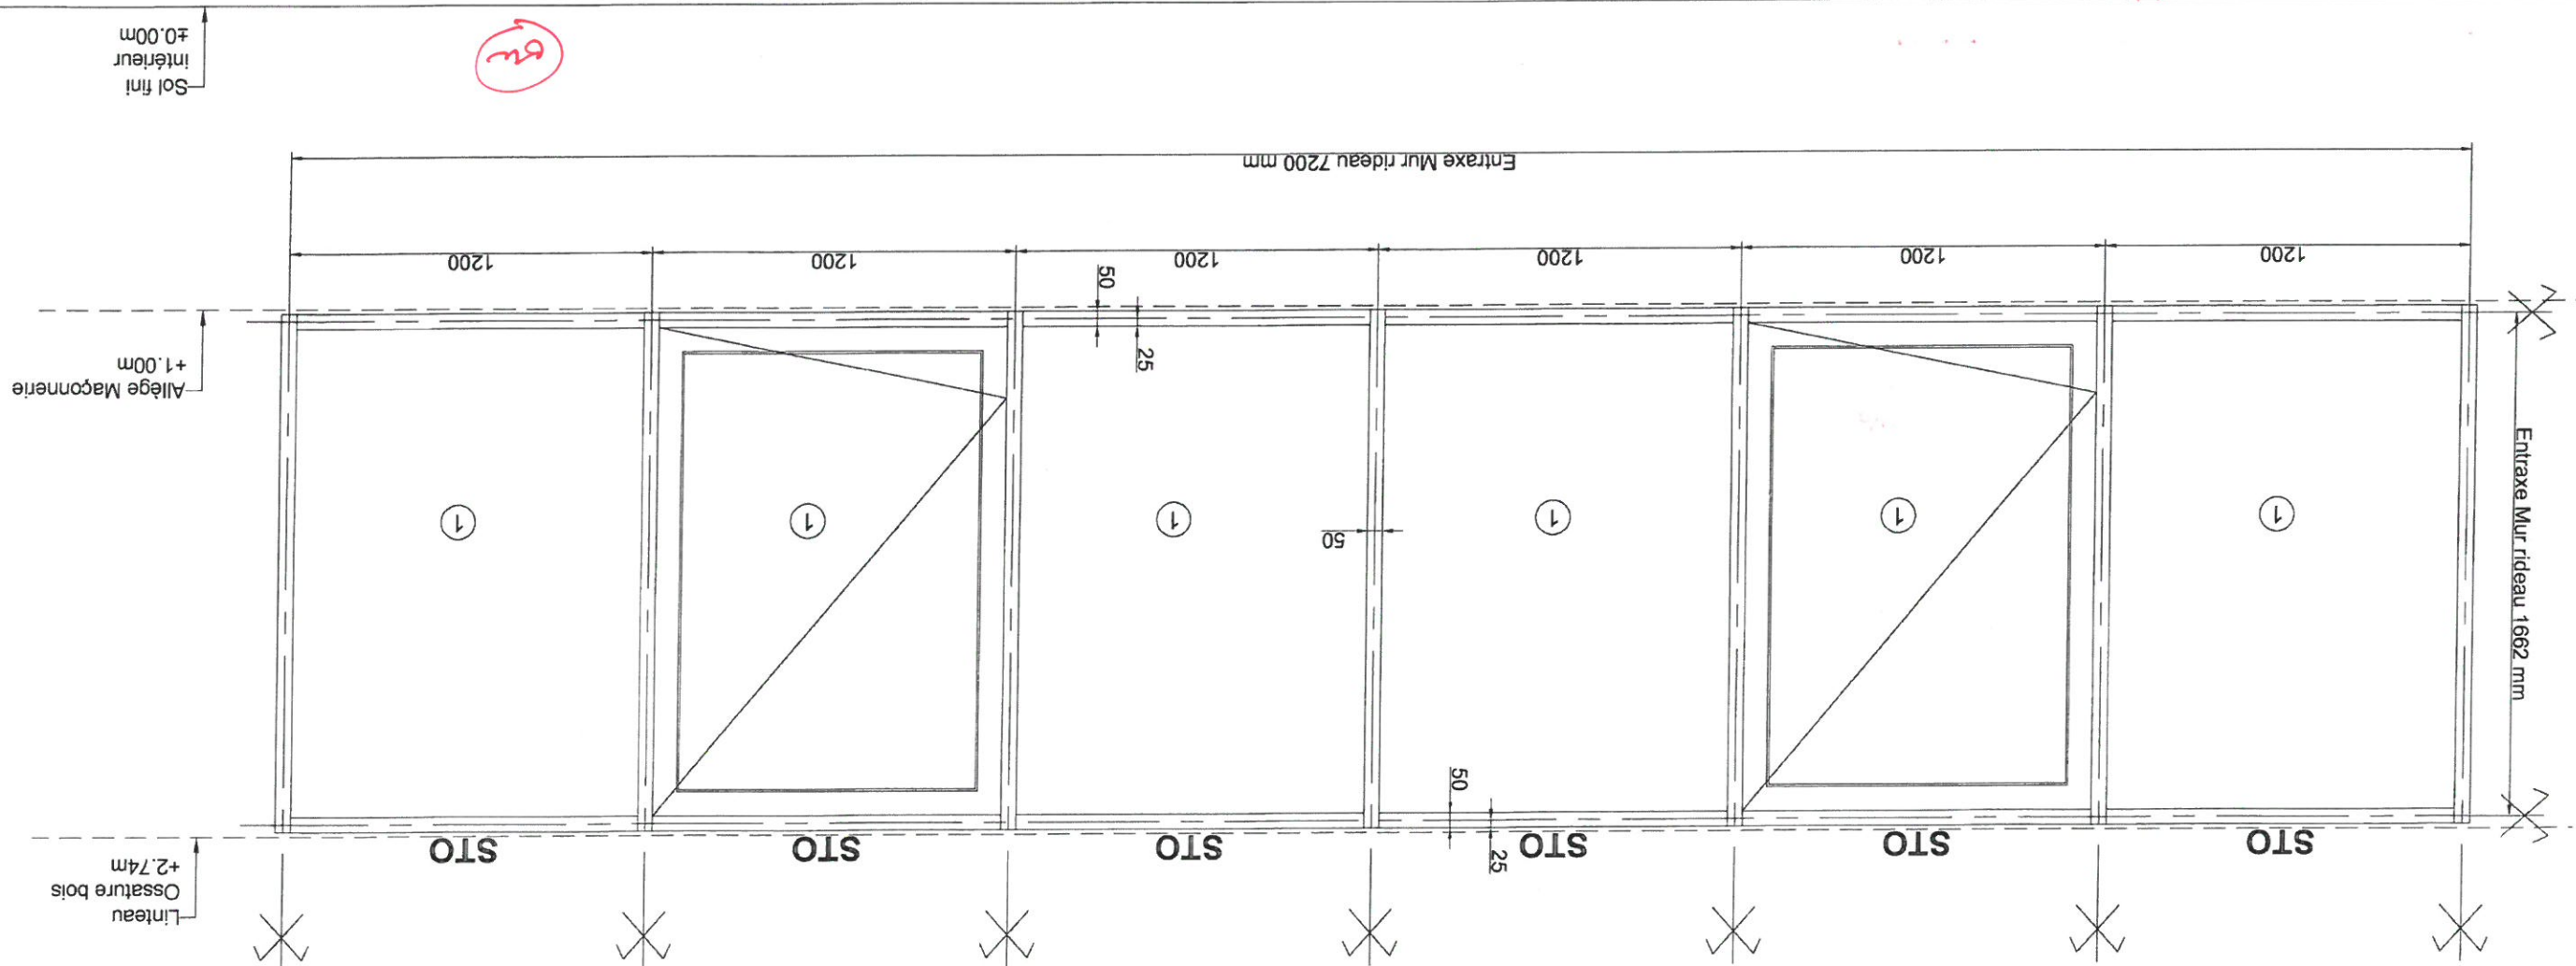 Linteau
Ossature bois
+2.74m
STO
STO
STO
STO
STO
STO
25
50
Entraxe Mur rideau 1662 mm
1
1
1
50
1
1
1
Allège Maçonnerie
+1.00m
25
50
1200
1200
1200
1200
1200
1200
Entraxe Mur rideau 7200 mm
Sol fini
intérieur
±0.00m